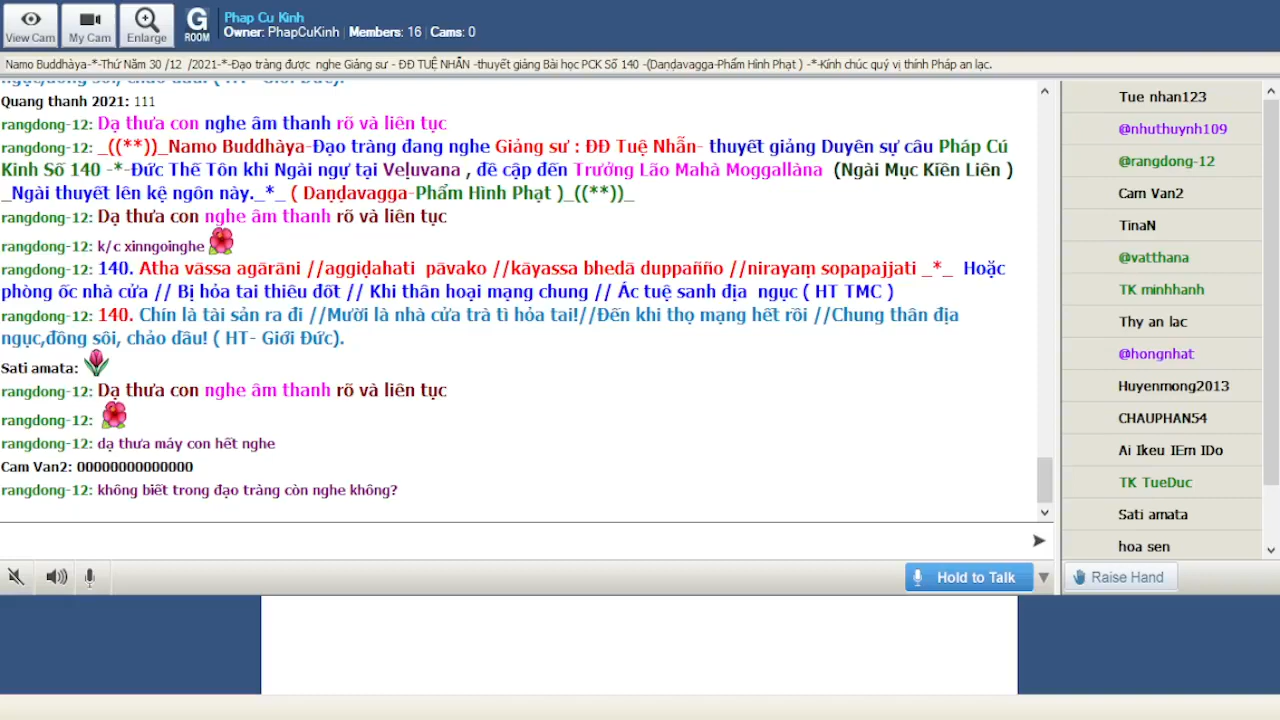 View Cam
My Cam
Enlarge
G
ROOM
Phap Cu Kinh
Owner: PhapCuKinh | Members: 16 | Cams: 0
Namo Buddhàya-*-Thứ Năm 30 /12 /2021-*-Đạo tràng được nghe Giảng sư - ĐĐ TUỆ NHẪN -thuyết giảng Bài học PCK Số 140 -(Daṇḍavagga-Phẩm Hình Phạt ) -*-Kính chúc quý vị thính Pháp an lạc.
ngục,đồng sôi, chảo dầu! ( HT- Giới Đức).
Quang thanh 2021: 111
rangdong-12: Dạ thưa con nghe âm thanh rõ và liên tục
rangdong-12: _((**))_Namo Buddhàya-Đạo tràng đang nghe Giảng sư : ĐĐ Tuệ Nhẫn- thuyết giảng Duyên sự câu Pháp Cú
Kinh Số 140 -*-Đức Thế Tôn khi Ngài ngự tại Veḷuvana , đề cập đến Trưởng Lão Mahà Moggallàna (Ngài Mục Kiền Liên )
_Ngài thuyết lên kệ ngôn này._*_ ( Daṇḍavagga-Phẩm Hình Phạt )_((**))_
rangdong-12: Dạ thưa con nghe âm thanh rõ và liên tục
rangdong-12: k/c xinngoinghe
rangdong-12: 140. Atha vāssa agārāni //aggiḍahati pāvako //kāyassa bhedā duppañño //nirayaṃ sopapajjati _*_ Hoặc
phòng ốc nhà cửa // Bị hỏa tai thiêu đốt // Khi thân hoại mạng chung // Ác tuệ sanh địa ngục ( HT TMC )
rangdong-12: 140. Chín là tài sản ra đi //Mười là nhà cửa trà tì hỏa tai!//Đến khi thọ mạng hết rồi //Chung thân địa
ngục,đồng sôi, chảo dầu! ( HT- Giới Đức).
Sati amata:
rangdong-12: Dạ thưa con nghe âm thanh rõ và liên tục
rangdong-12:
rangdong-12: dạ thưa máy con hết nghe
Cam Van2: 00000000000000
rangdong-12: không biết trong đạo tràng còn nghe không?
Tue nhan123
@nhuthuynh109
@rangdong-12
Cam Van2
TinaN
@vatthana
TK minhhanh
Thy an lac
@hongnhat
Huyenmong2013
CHAUPHAN54
Ai Ikeu IEm IDo
TK TueDuc
Sati amata
hoa sen
Hold to Talk
Raise Hand